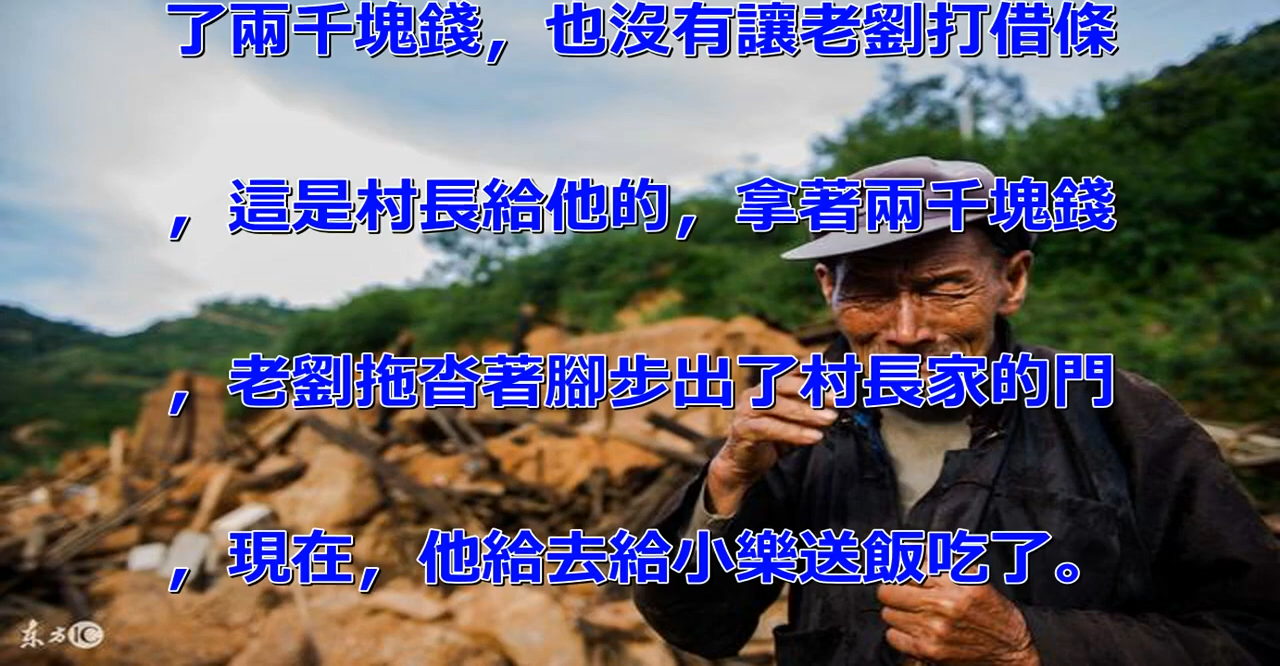 了兩千塊錢，也沒有讓老劉打借條
，這是村長給他的，拿著兩千塊錢
，老劉拖沓著腳步出了村長家的門
，現在，他給去給小樂送飯吃了。
东方IC